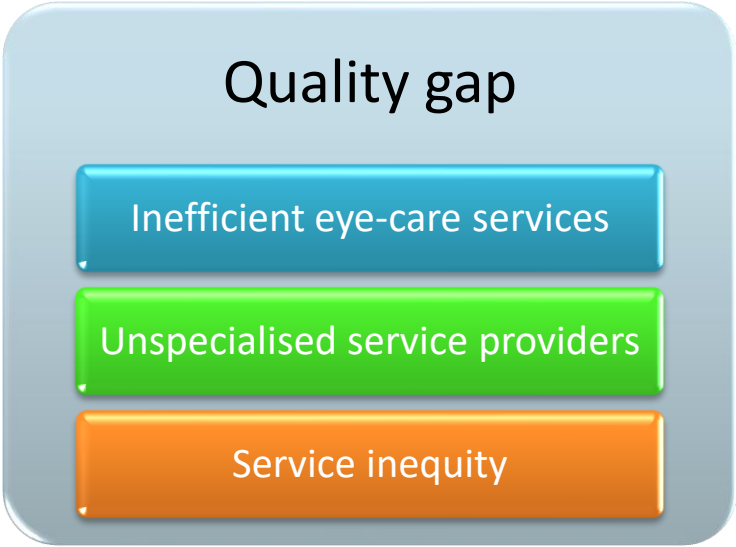 Quality gap
Inefficient eye-care services
Unspecialised service providers
Service inequity